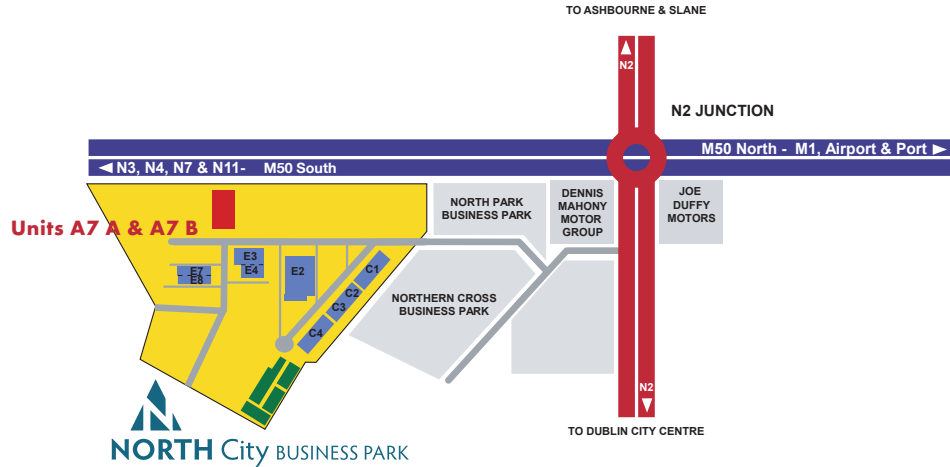 TO ASHBOURNE & SLANE
N2
N2 JUNCTION
M50 North - M1, Airport & Port
N3, N4, N7 & N11- M50 South
NORTH PARK
BUSINESS PARK
DENNIS
MAHONY
MOTOR
GROUP
JOE
DUFFY
MOTORS
Units A7 A & A7 B
E3
E4
E7
E8
E2
C1
C2
C3
C4
NORTHERN CROSS
BUSINESS PARK
N2
TO DUBLIN CITY CENTRE
NORTH City BUSINESS PARK